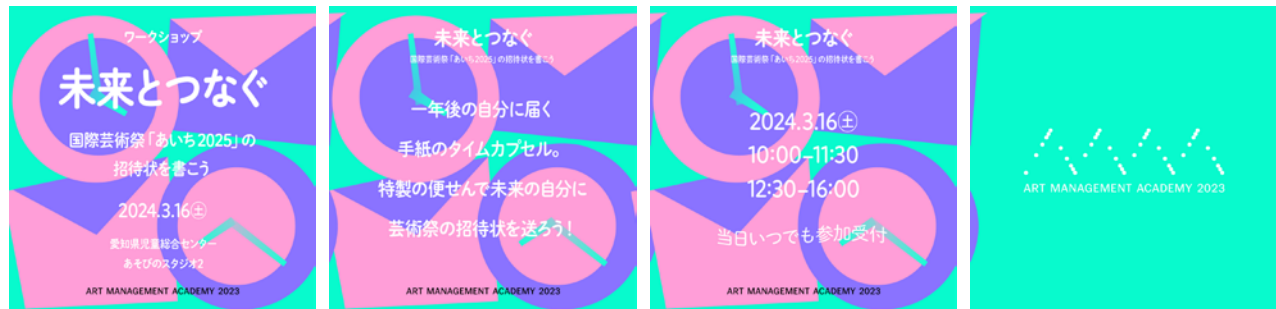 ワークショップ
未来とつなぐ
国際芸術祭「あいち2025」の
招待状を書こう
2024.3.16㊏
愛知県児童総合センター
あそびのスタジオ2
ART MANAGEMENT ACADEMY 2023
未来とつなぐ
国際芸術祭「あいち2025」の招待状を書こう
一年後の自分に届く
手紙のタイムカプセル。
特製の便せんで未来の自分に
芸術祭の招待状を送ろう！
ART MANAGEMENT ACADEMY 2023
未来とつなぐ
国際芸術祭「あいち2025」の招待状を書こう
2024.3.16㊏
10:00–11:30
12:30–16:00
当日いつでも参加受付
ART MANAGEMENT ACADEMY 2023
ART MANAGEMENT ACADEMY 2023